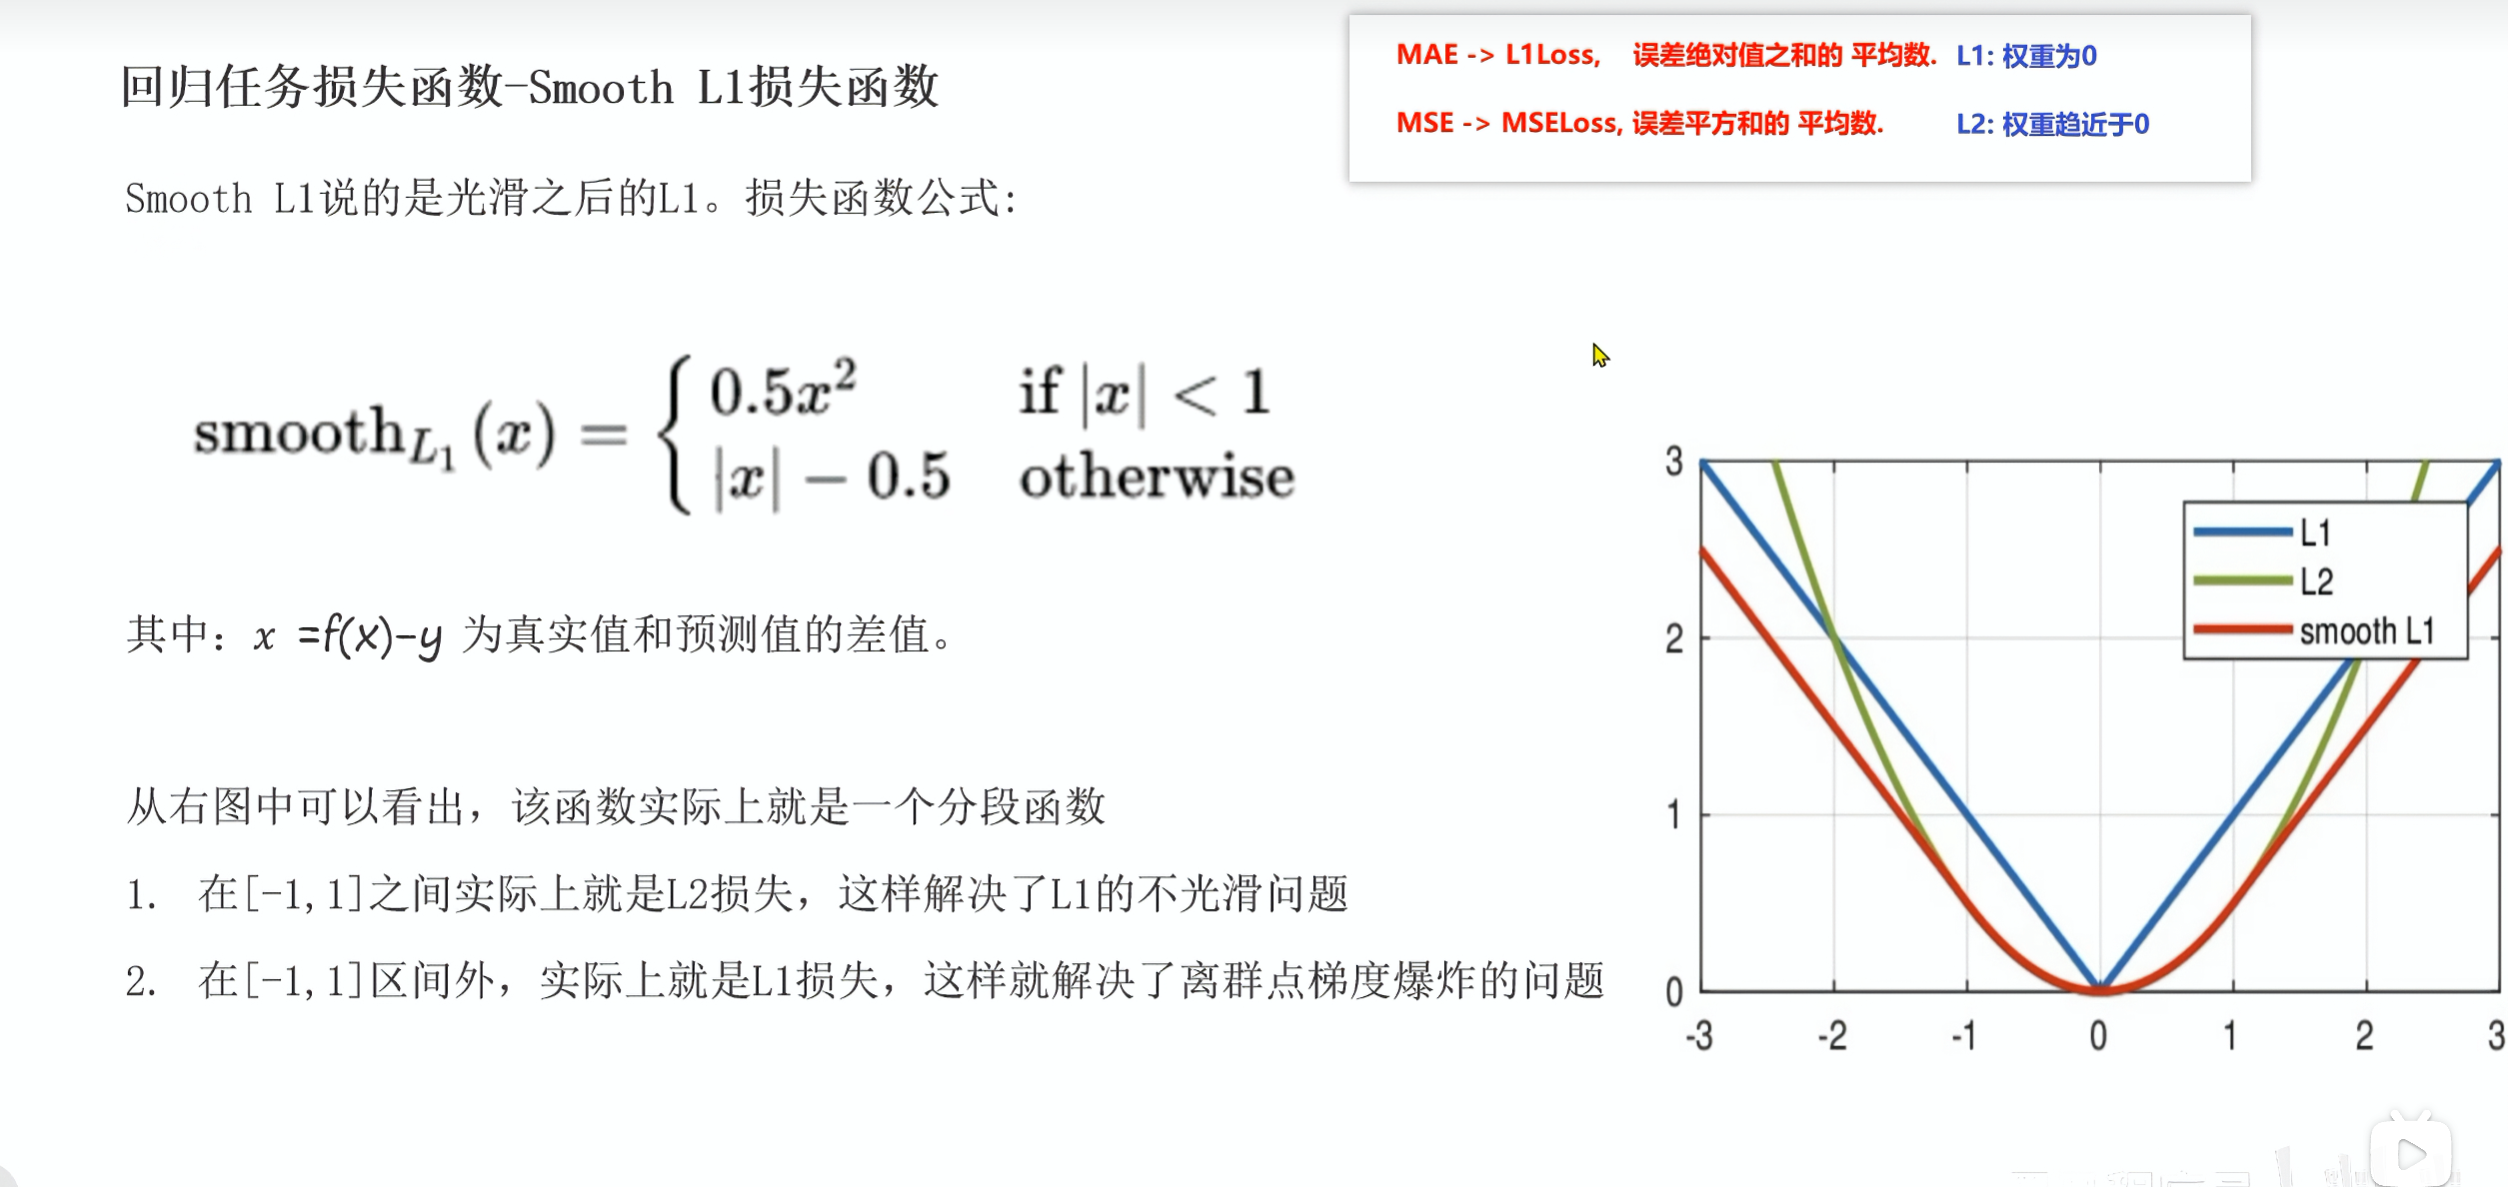 回归任务损失函数-Smooth L1损失函数
MAE -> L1Loss, 误差绝对值之和的 平均数. L1: 权重为0
MSE -> MSELoss, 误差平方和的 平均数. L2: 权重趋近于0
Smooth L1说的是光滑之后的L1。损失函数公式:
smooth_{L_1}(x) = { 0.5x² if |x| < 1
|x| − 0.5 otherwise
其中: x =f(x)-y 为真实值和预测值的差值。
从右图中可以看出，该函数实际上就是一个分段函数
1. 在[-1,1]之间实际上就是L2损失，这样解决了L1的不光滑问题
2. 在[-1,1]区间外，实际上就是L1损失，这样就解决了离群点梯度爆炸的问题
3
2
1
0
-3 -2 -1 0 1 2 3
L1
L2
smooth L1